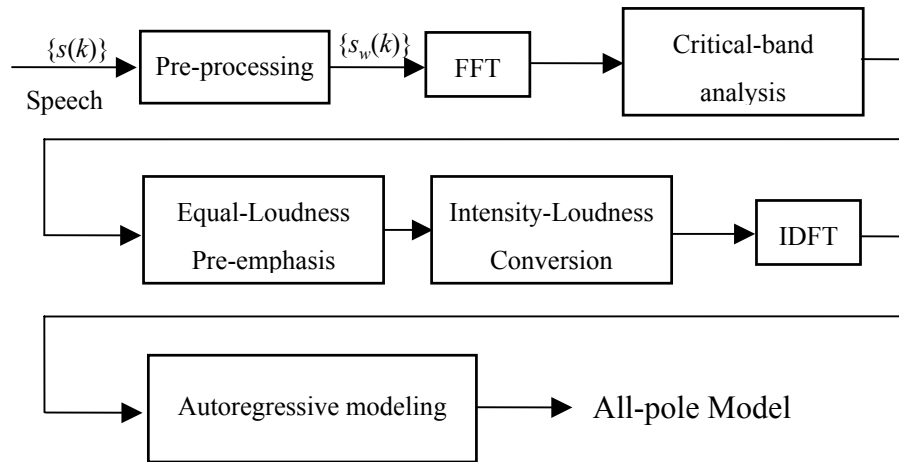 {s(k)}
Speech
Pre-processing
{s_w(k)}
FFT
Critical-band
analysis
Equal-Loudness
Pre-emphasis
Intensity-Loudness
Conversion
IDFT
Autoregressive modeling
All-pole Model